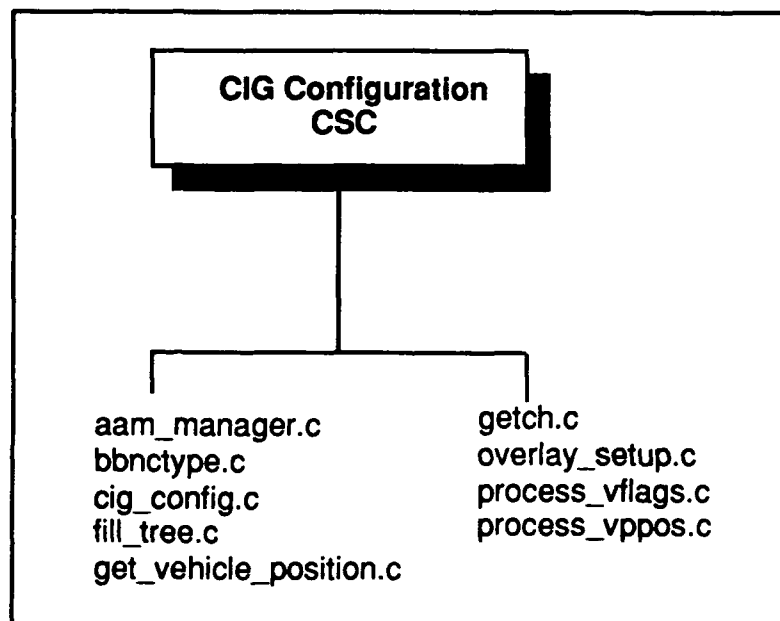 CIG Configuration
CSC
aam_manager.c
bbnctype.c
cig_config.c
fill_tree.c
get_vehicle_position.c
getch.c
overlay_setup.c
process_vflags.c
process_vppos.c